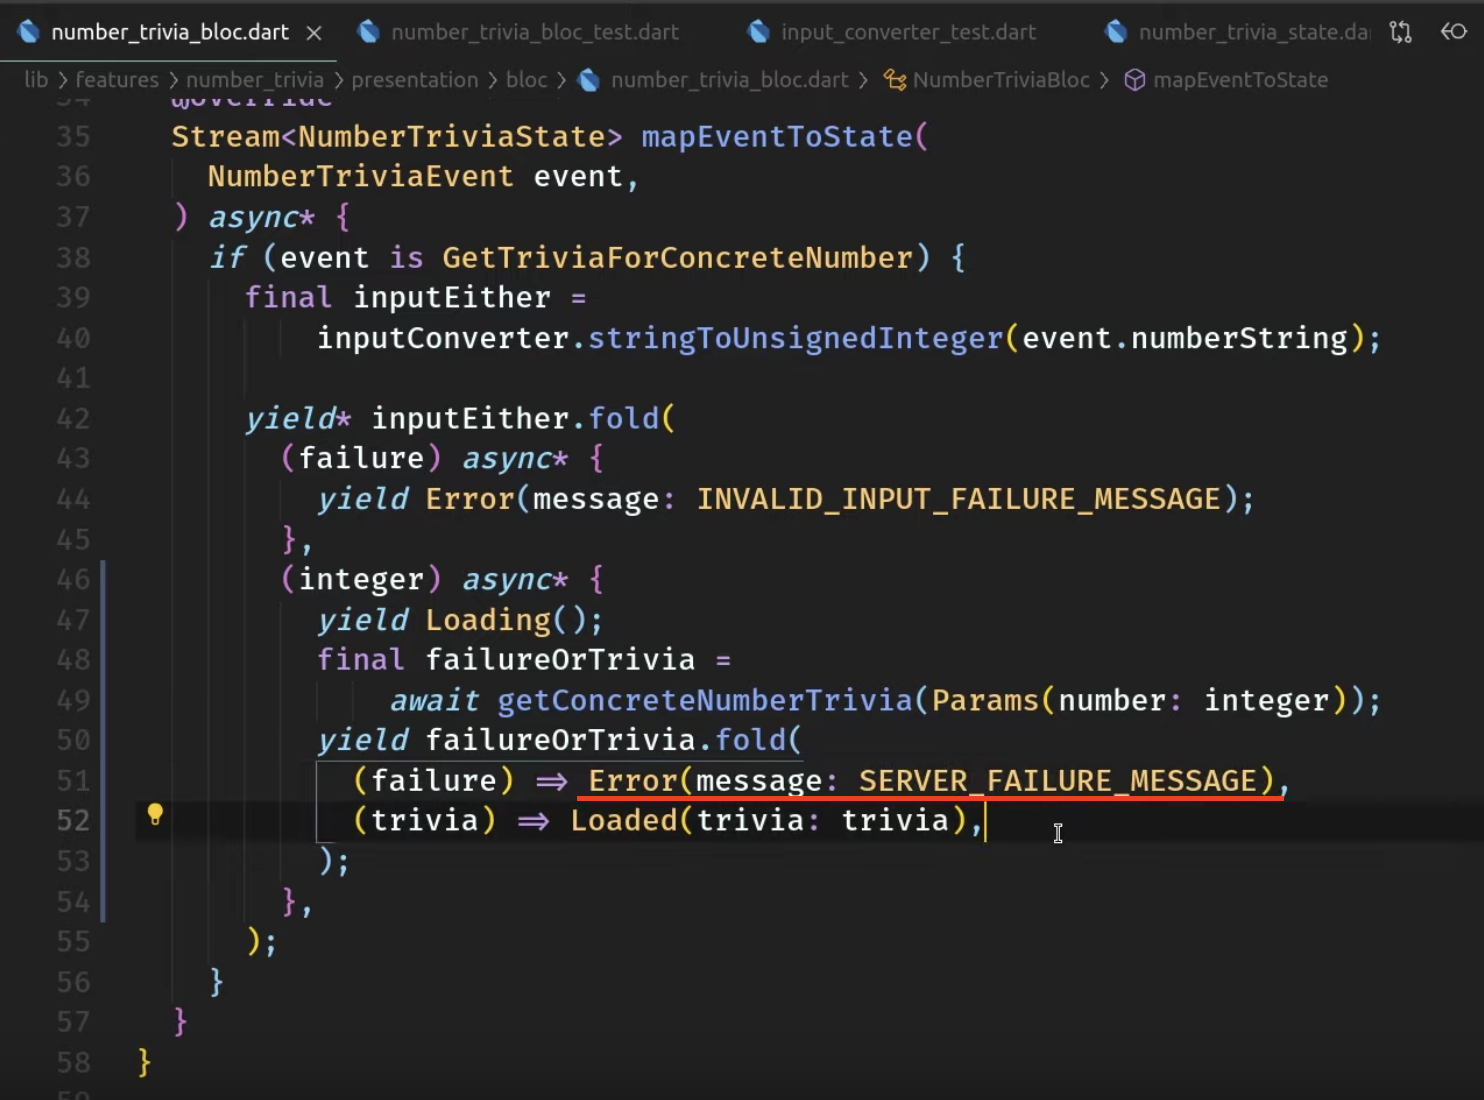 number_trivia_bloc.dart
number_trivia_bloc_test.dart
input_converter_test.dart
number_trivia_state.da
lib > features > number_trivia > presentation > bloc > number_trivia_bloc.dart > NumberTriviaBloc > mapEventToState
34 @override
35 Stream<NumberTriviaState> mapEventToState(
36 NumberTriviaEvent event,
37 ) async* {
38 if (event is GetTriviaForConcreteNumber) {
39 final inputEither =
40 inputConverter.stringToUnsignedInteger(event.numberString);
41
42 yield* inputEither.fold(
43 (failure) async* {
44 yield Error(message: INVALID_INPUT_FAILURE_MESSAGE);
45 },
46 (integer) async* {
47 yield Loading();
48 final failureOrTrivia =
49 await getConcreteNumberTrivia(Params(number: integer));
50 yield failureOrTrivia.fold(
51 (failure) => Error(message: SERVER_FAILURE_MESSAGE),
52 (trivia) => Loaded(trivia: trivia),
53 );
54 },
55 );
56 }
57 }
58 }
59